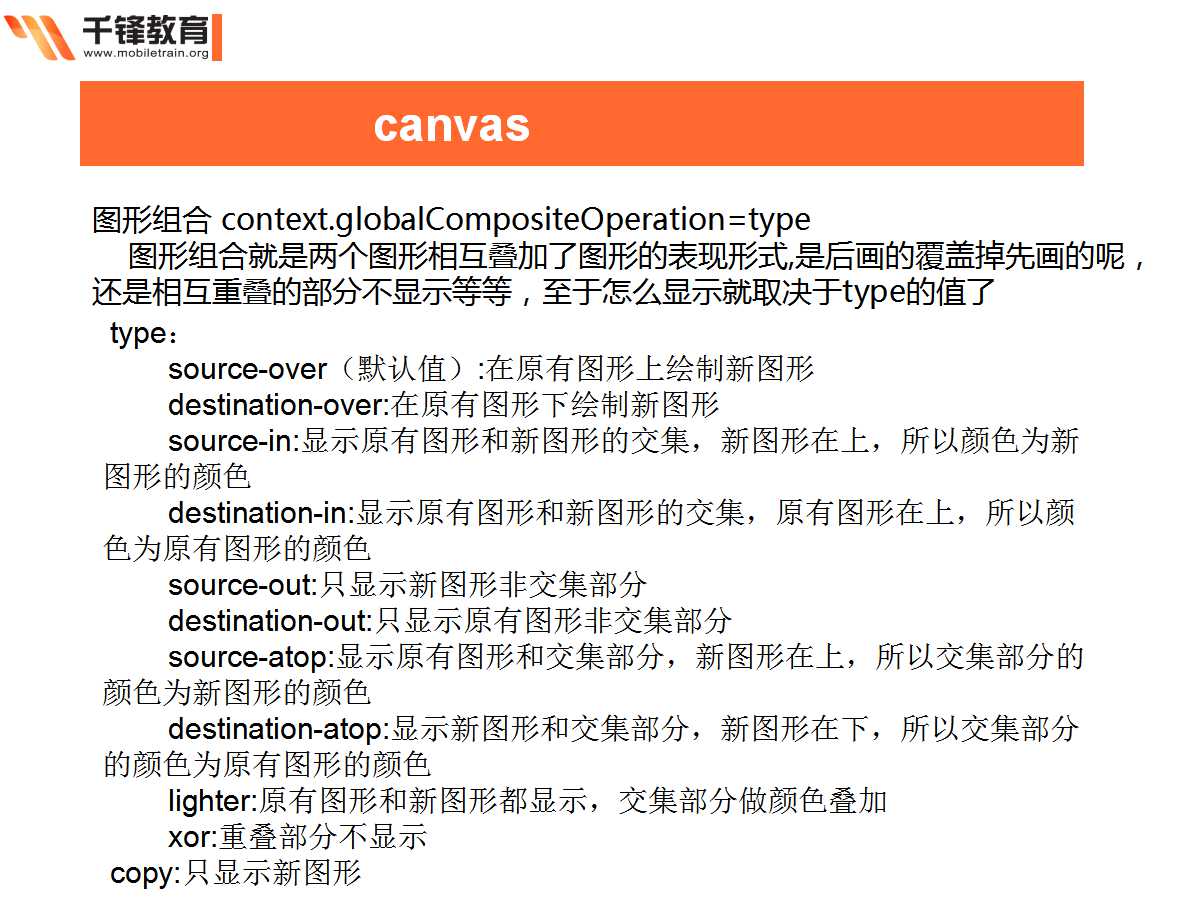 千锋教育
www.mobiletrain.org
canvas
图形组合 context.globalCompositeOperation=type
图形组合就是两个图形相互叠加了图形的表现形式,是后画的覆盖掉先画的呢，
还是相互重叠的部分不显示等等，至于怎么显示就取决于type的值了
type：
source-over（默认值）:在原有图形上绘制新图形
destination-over:在原有图形下绘制新图形
source-in:显示原有图形和新图形的交集，新图形在上，所以颜色为新
图形的颜色
destination-in:显示原有图形和新图形的交集，原有图形在上，所以颜
色为原有图形的颜色
source-out:只显示新图形非交集部分
destination-out:只显示原有图形非交集部分
source-atop:显示原有图形和交集部分，新图形在上，所以交集部分的
颜色为新图形的颜色
destination-atop:显示新图形和交集部分，新图形在下，所以交集部分
的颜色为原有图形的颜色
lighter:原有图形和新图形都显示，交集部分做颜色叠加
xor:重叠部分不显示
copy:只显示新图形